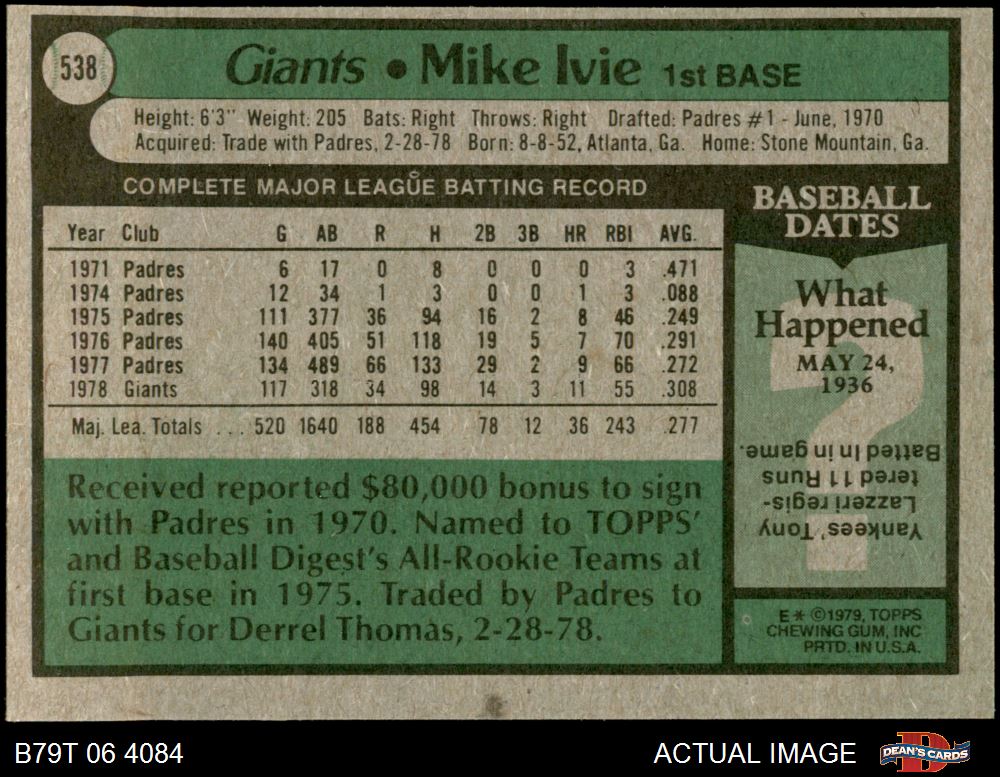 538
Giants • Mike Ivie 1st BASE
Height: 6'3" Weight: 205 Bats: Right Throws: Right Drafted: Padres #1 - June, 1970
Acquired: Trade with Padres, 2-28-78 Born: 8-8-52, Atlanta, Ga. Home: Stone Mountain, Ga.
COMPLETE MAJOR LEAGUE BATTING RECORD
Year Club G AB R H 2B 3B HR RBI AVG.
1971 Padres 6 17 0 8 0 0 0 3 .471
1974 Padres 12 34 1 3 0 0 1 3 .088
1975 Padres 111 377 36 94 16 2 8 46 .249
1976 Padres 140 405 51 118 19 5 7 70 .291
1977 Padres 134 489 66 133 29 2 9 66 .272
1978 Giants 117 318 34 98 14 3 11 55 .308
Maj. Lea. Totals ... 520 1640 188 454 78 12 36 243 .277
Received reported $80,000 bonus to sign
with Padres in 1970. Named to TOPPS'
and Baseball Digest's All-Rookie Teams at
first base in 1975. Traded by Padres to
Giants for Derrel Thomas, 2-28-78.
BASEBALL
DATES
What
Happened
MAY 24,
1936
?
Yankees' Tony
Lazzeri regis-
tered 11 Runs
Batted In in game.
E* ©1979, TOPPS
CHEWING GUM, INC
PRTD. IN U.S.A.
B79T 06 4084
ACTUAL IMAGE
D
DEAN'S CARDS